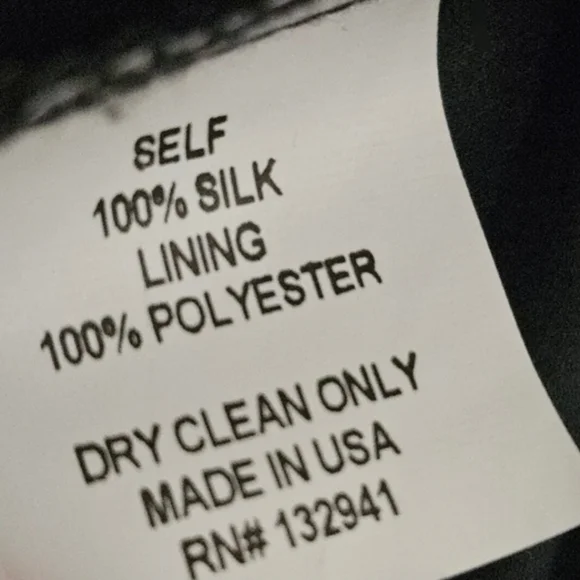 SELF
100% SILK
LINING
100% POLYESTER
DRY CLEAN ONLY
MADE IN USA
RN# 132941